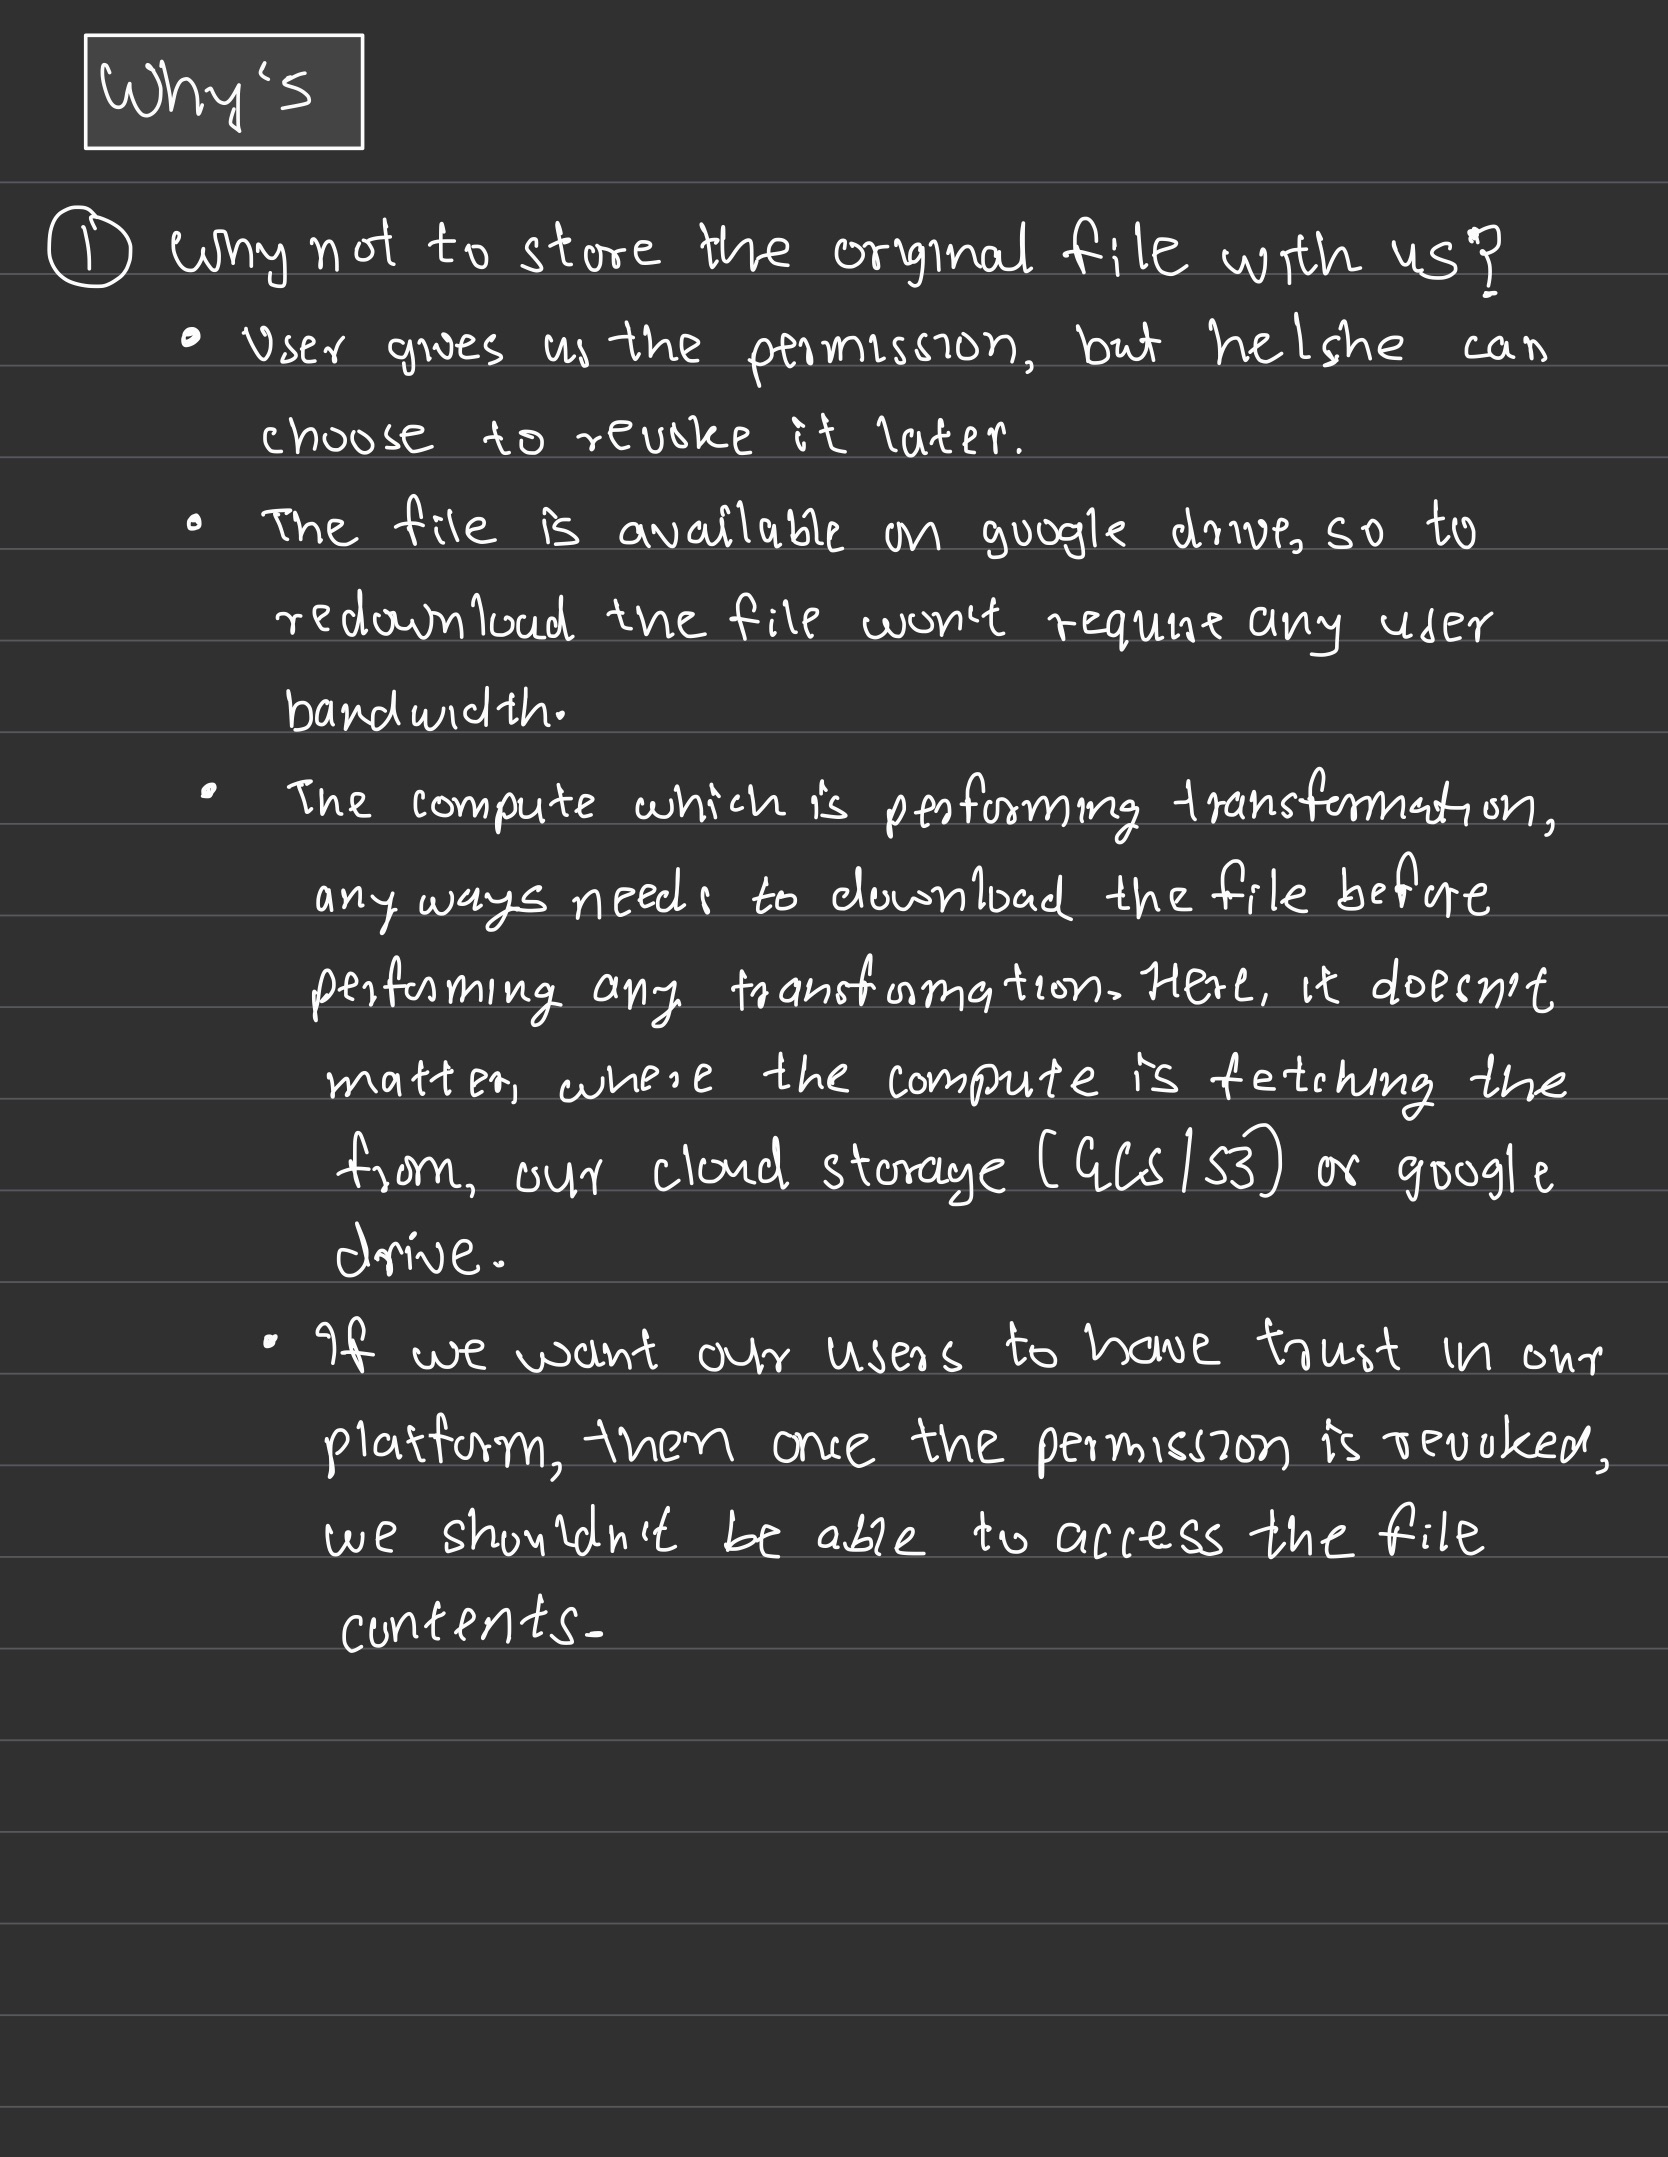 Why's
① Why not to store the orignal file with us?
• User gives us the permission, but he/she can
choose to revoke it later.
• The file is available on google drive, so to
redownload the file won't require any user
bandwidth.
• The compute which is performing transformation,
any ways needs to download the file before
performing any transformation. Here, it doesn't
matter, where the compute is fetching the
from, our cloud storage (GCS/S3) or google
drive.
• If we want our users to have trust in our
platform, then once the permission is revoked,
we shouldn't be able to access the file
contents.